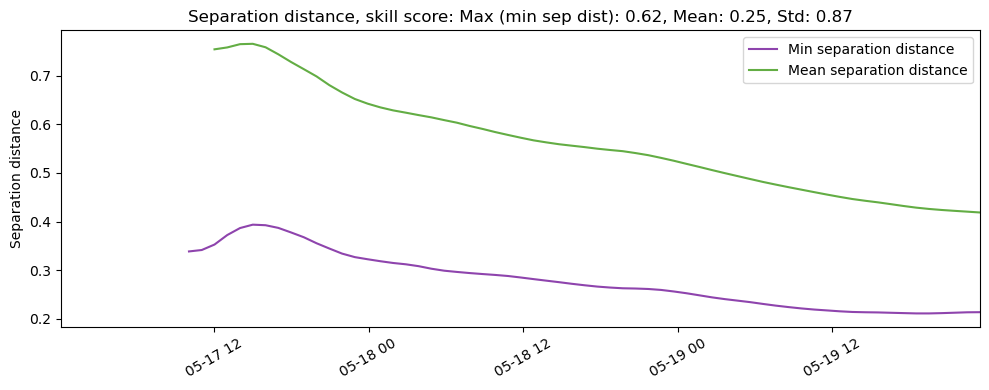 Separation distance, skill score: Max (min sep dist): 0.62, Mean: 0.25, Std: 0.87
Min separation distance
Mean separation distance
Separation distance
0.7
0.6
0.5
0.4
0.3
0.2
05-17 12
05-18 00
05-18 12
05-19 00
05-19 12